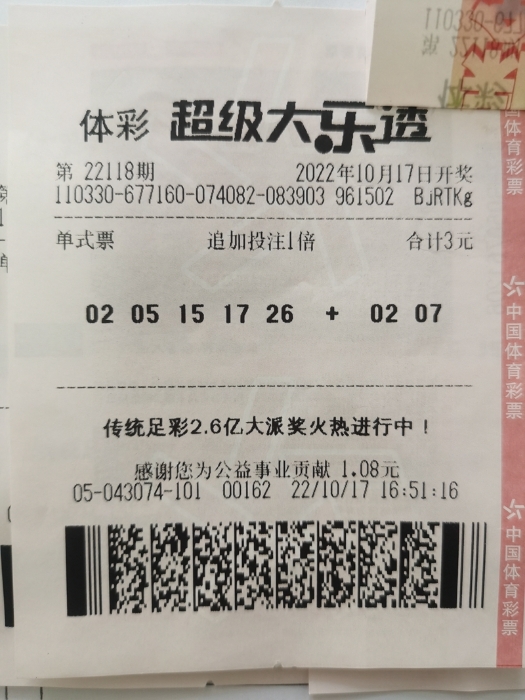 体彩 超级大乐透
第 22118期 2022年10月17日开奖
110330-677160-074082-083903 961502 BjRTKg
单式票 追加投注1倍 合计3元
02 05 15 17 26 + 02 07
传统足彩2.6亿大派奖火热进行中！
感谢您为公益事业贡献 1.08元
05-043074-101 00162 22/10/17 16:51:16
国体育彩票
中国体育彩票
中国体育彩票